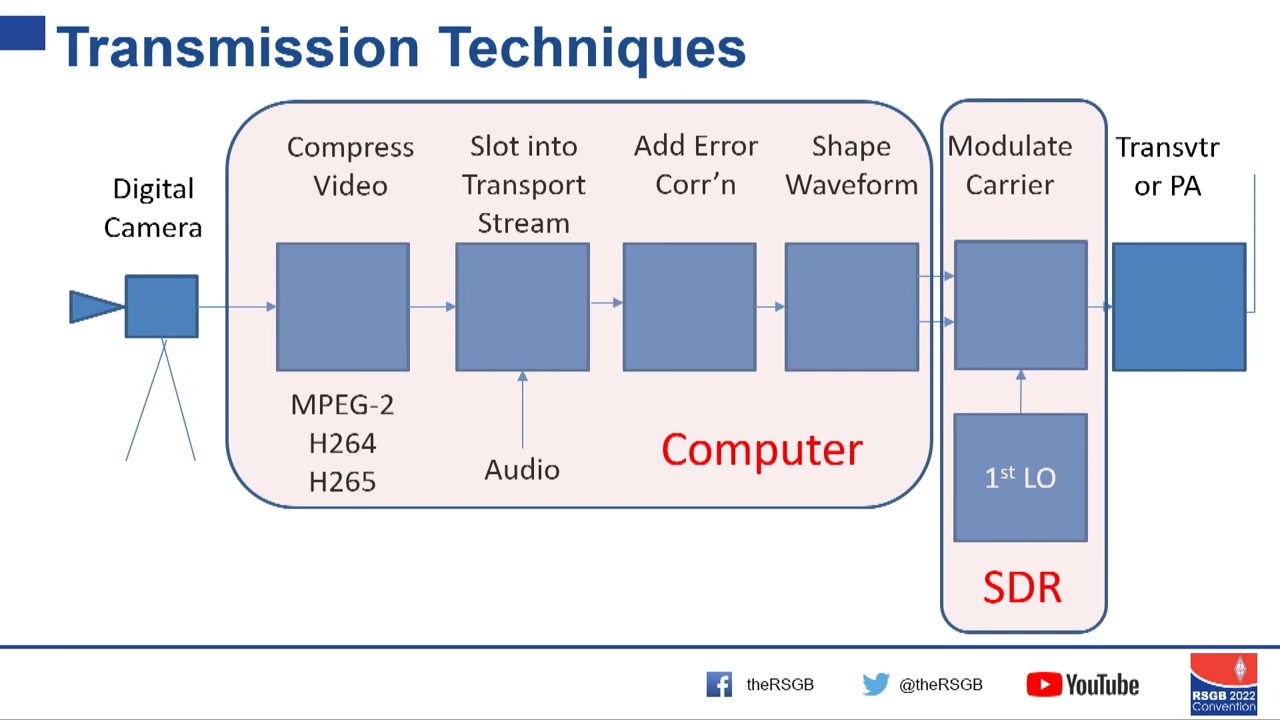 Transmission Techniques
Digital
Camera
Compress
Video
Slot into
Transport
Stream
Add Error
Corr’n
Shape
Waveform
Modulate
Carrier
Transvtr
or PA
MPEG-2
H264
H265
Audio
Computer
1st LO
SDR
theRSGB
@theRSGB
YouTube
RSGB 2022
Convention